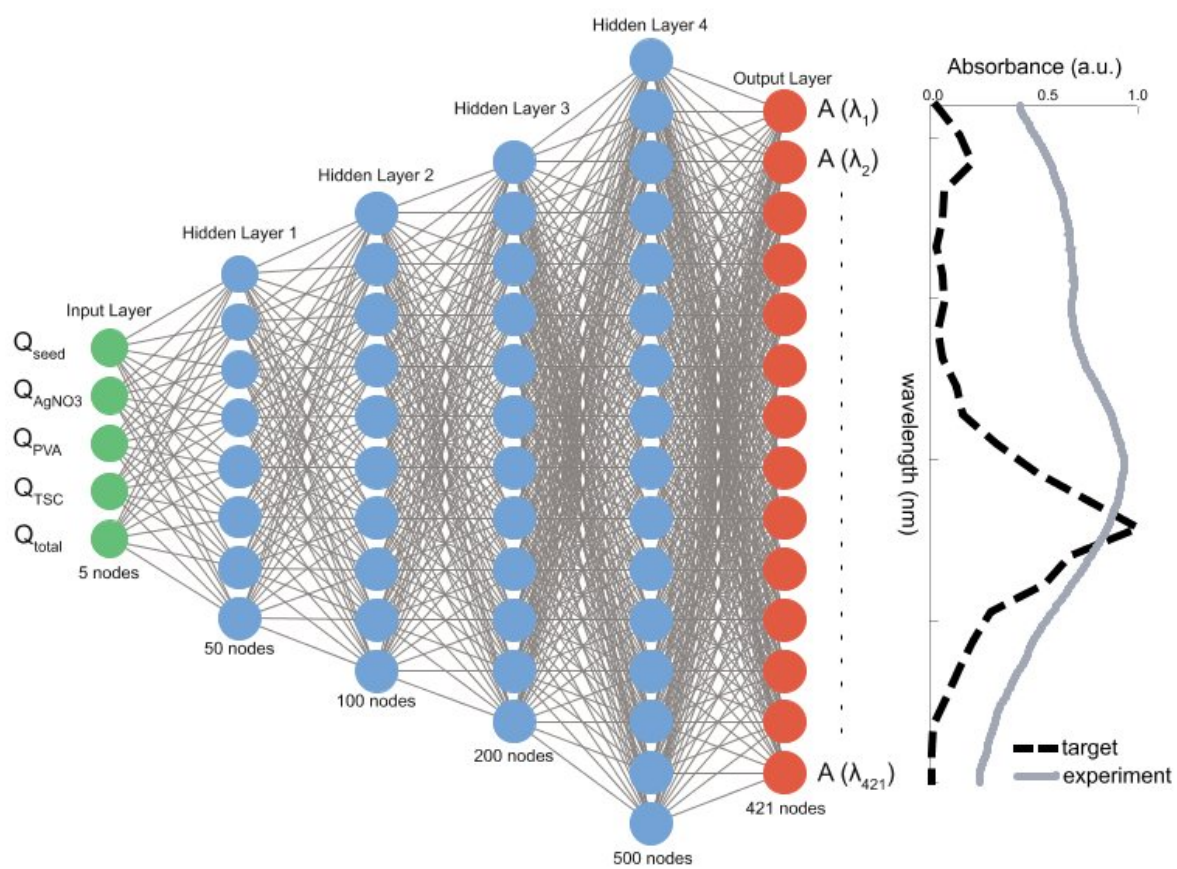 Hidden Layer 4
Absorbance (a.u.)
Output Layer
0.0 0.5 1.0
Hidden Layer 3
A (λ1)
A (λ2)
Hidden Layer 2
Hidden Layer 1
Input Layer
Qseed
QAgNO3
QPVA
QTSC
Qtotal
5 nodes
wavelength (nm)
50 nodes
100 nodes
200 nodes
target
experiment
A (λ421)
421 nodes
500 nodes